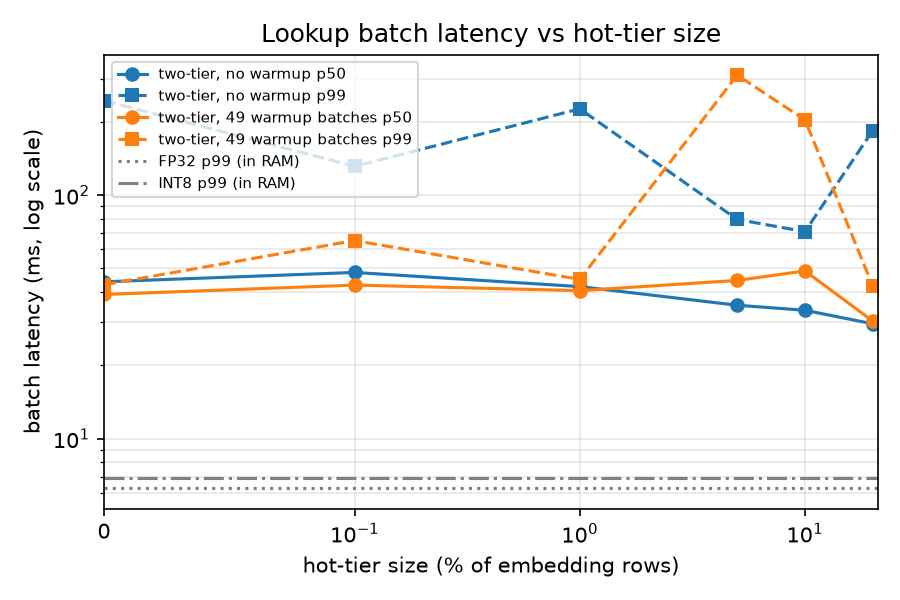 Lookup batch latency vs hot-tier size
two-tier, no warmup p50
two-tier, no warmup p99
two-tier, 49 warmup batches p50
two-tier, 49 warmup batches p99
FP32 p99 (in RAM)
INT8 p99 (in RAM)
batch latency (ms, log scale)
10²
10¹
0
10⁻¹
10⁰
10¹
hot-tier size (% of embedding rows)